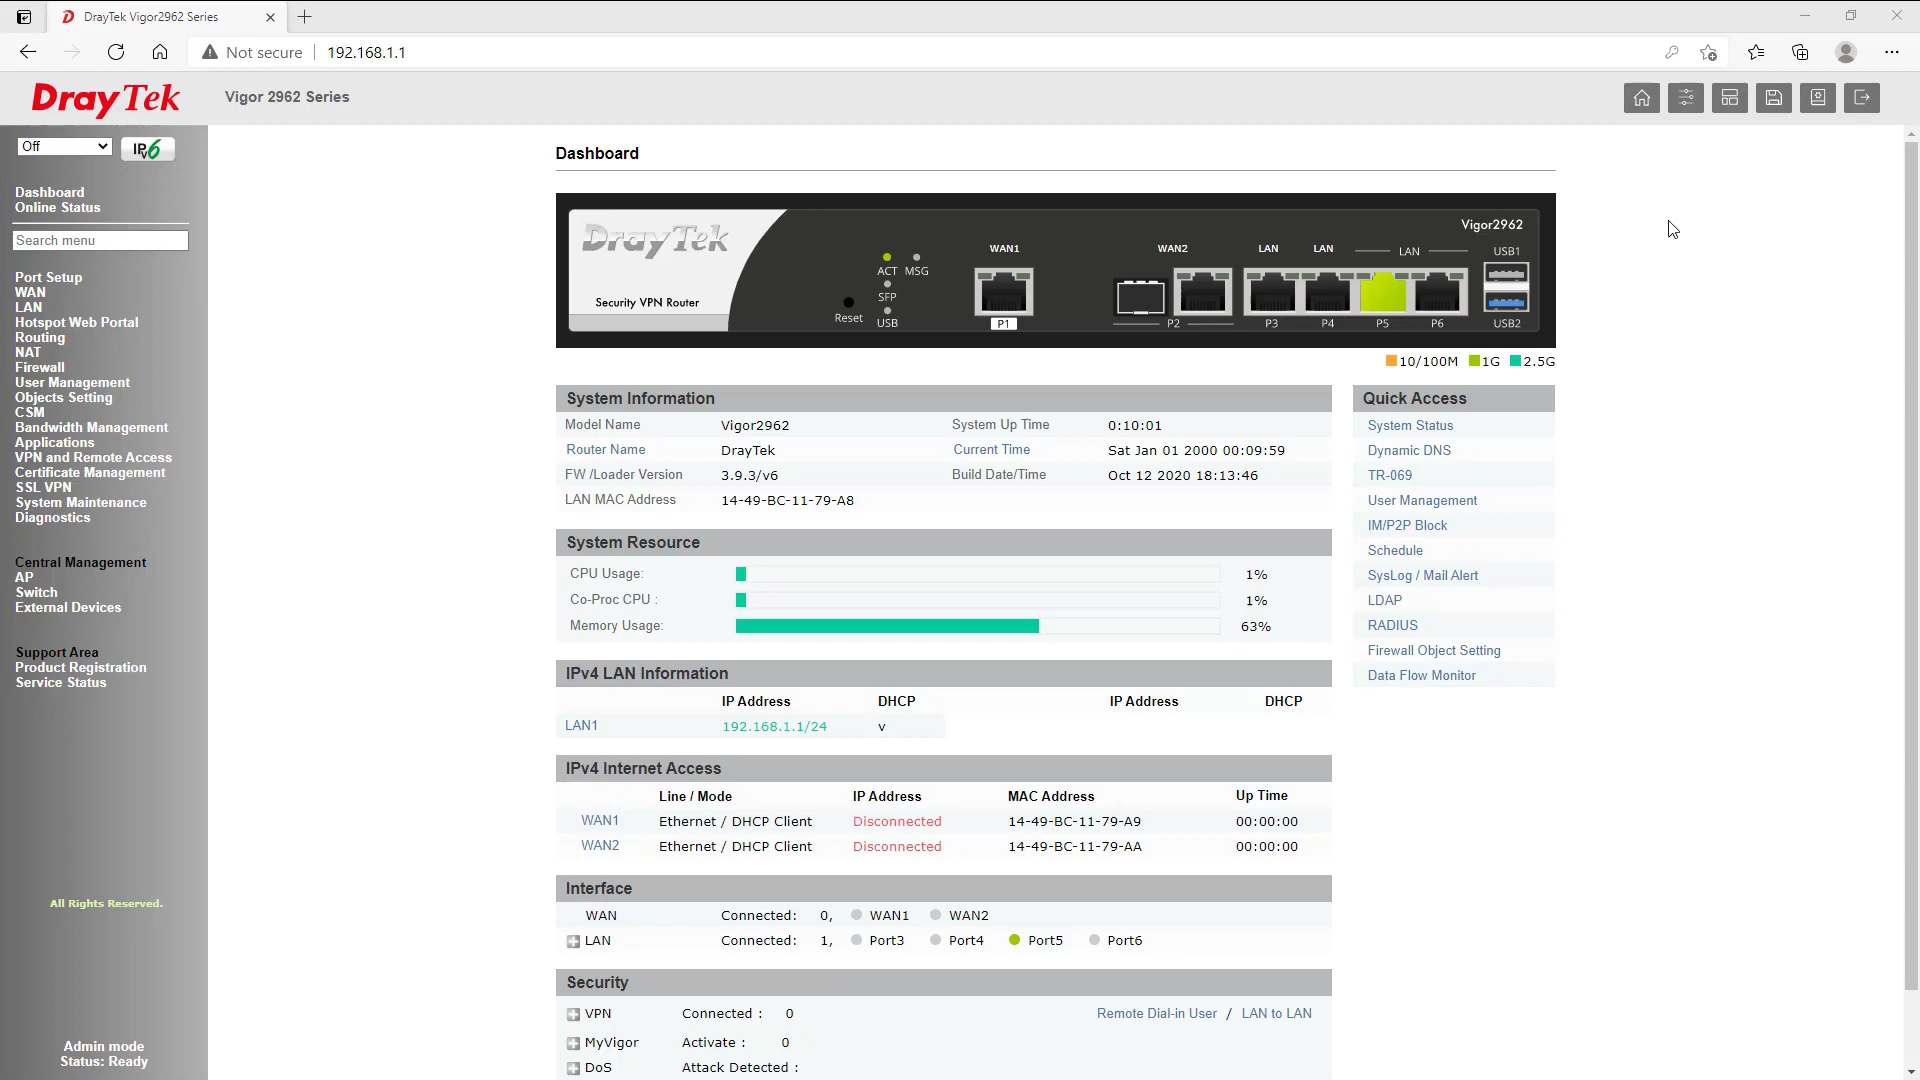 DrayTek Vigor2962 Series
Not secure
192.168.1.1
DrayTek
Vigor 2962 Series
Off
IPv6
Dashboard
Online Status
Search menu
Port Setup
WAN
LAN
Hotspot Web Portal
Routing
NAT
Firewall
User Management
Objects Setting
CSM
Bandwidth Management
Applications
VPN and Remote Access
Certificate Management
SSL VPN
System Maintenance
Diagnostics
Central Management
AP
Switch
External Devices
Support Area
Product Registration
Service Status
All Rights Reserved.
Admin mode
Status: Ready
Dashboard
DrayTek
Security VPN Router
Vigor2962
WAN1 WAN2 LAN LAN LAN USB1
ACT MSG
SFP
Reset USB
P1 P2 P3 P4 P5 P6 USB2
10/100M 1G 2.5G
System Information
Model Name Vigor2962 System Up Time 0:10:01
Router Name DrayTek Current Time Sat Jan 01 2000 00:09:59
FW /Loader Version 3.9.3/v6 Build Date/Time Oct 12 2020 18:13:46
LAN MAC Address 14-49-BC-11-79-A8
System Resource
CPU Usage: 1%
Co-Proc CPU : 1%
Memory Usage: 63%
IPv4 LAN Information
IP Address DHCP IP Address DHCP
LAN1 192.168.1.1/24 v
IPv4 Internet Access
Line / Mode IP Address MAC Address Up Time
WAN1 Ethernet / DHCP Client Disconnected 14-49-BC-11-79-A9 00:00:00
WAN2 Ethernet / DHCP Client Disconnected 14-49-BC-11-79-AA 00:00:00
Interface
WAN Connected: 0, WAN1 WAN2
LAN Connected: 1, Port3 Port4 Port5 Port6
Security
VPN Connected : 0 Remote Dial-in User / LAN to LAN
MyVigor Activate : 0
DoS Attack Detected :
Quick Access
System Status
Dynamic DNS
TR-069
User Management
IM/P2P Block
Schedule
SysLog / Mail Alert
LDAP
RADIUS
Firewall Object Setting
Data Flow Monitor